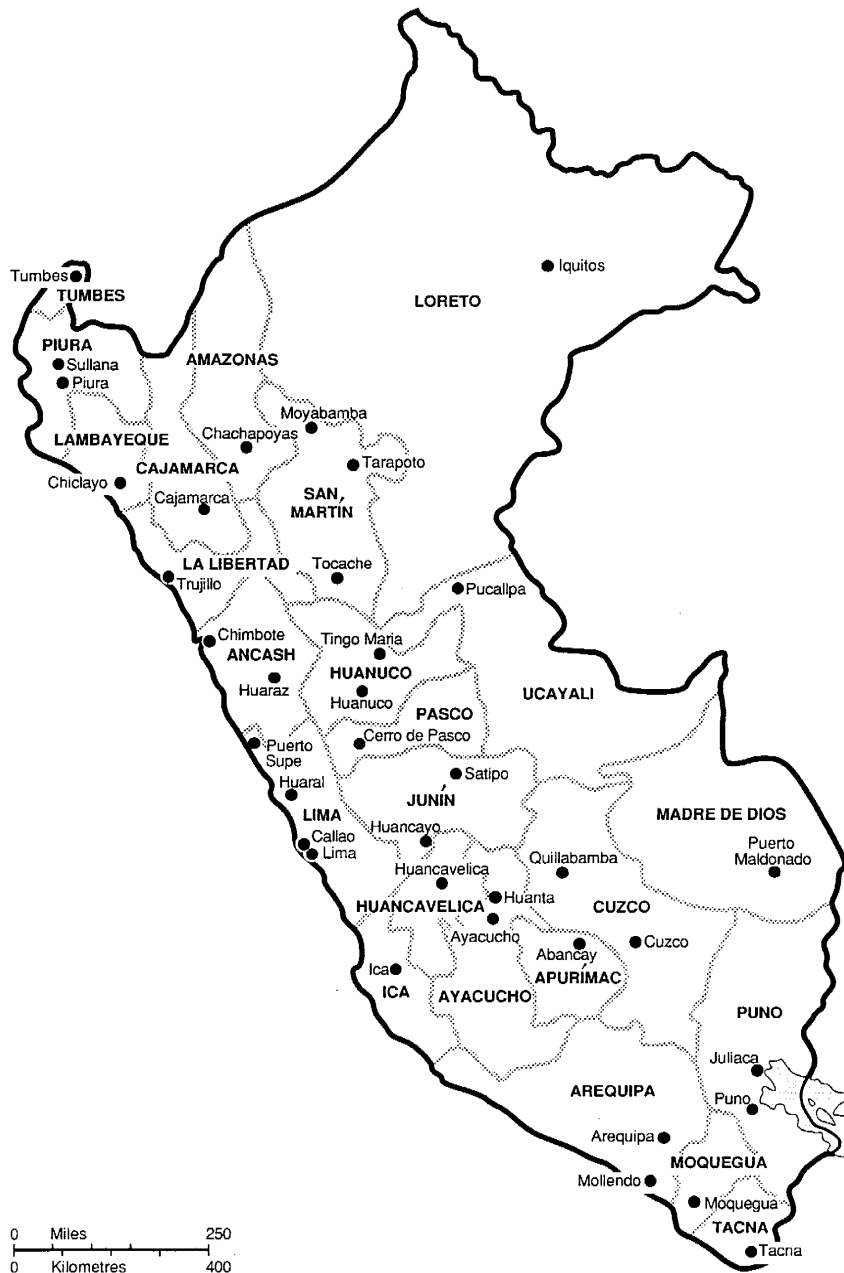 Iquitos
Tumbes
TUMBES
LORETO
PIURA
Sullana
Piura
AMAZONAS
Moyabamba
Chachapoyas
LAMBAYEQUE
Tarapoto
CAJAMARCA
Chiclayo
Cajamarca
SAN
MARTÍN
LA LIBERTAD
Tocache
Trujillo
Pucallpa
Chimbote
Tingo Maria
ANCASH
HUANUCO
Huaraz
Huanuco
UCAYALI
PASCO
Cerro de Pasco
Puerto
Supe
Satipo
Huaral
JUNÍN
LIMA
MADRE DE DIOS
Huancayo
Callao
Lima
Puerto
Maldonado
Quillabamba
Huancavelica
Huanta
HUANCAVELICA
CUZCO
Ayacucho
Abancay
Cuzco
Ica
APURÍMAC
ICA
AYACUCHO
PUNO
Juliaca
AREQUIPA
Puno
Arequipa
MOQUEGUA
Mollendo
Moquegua
TACNA
Tacna
0 Miles 250
0 Kilometres 400